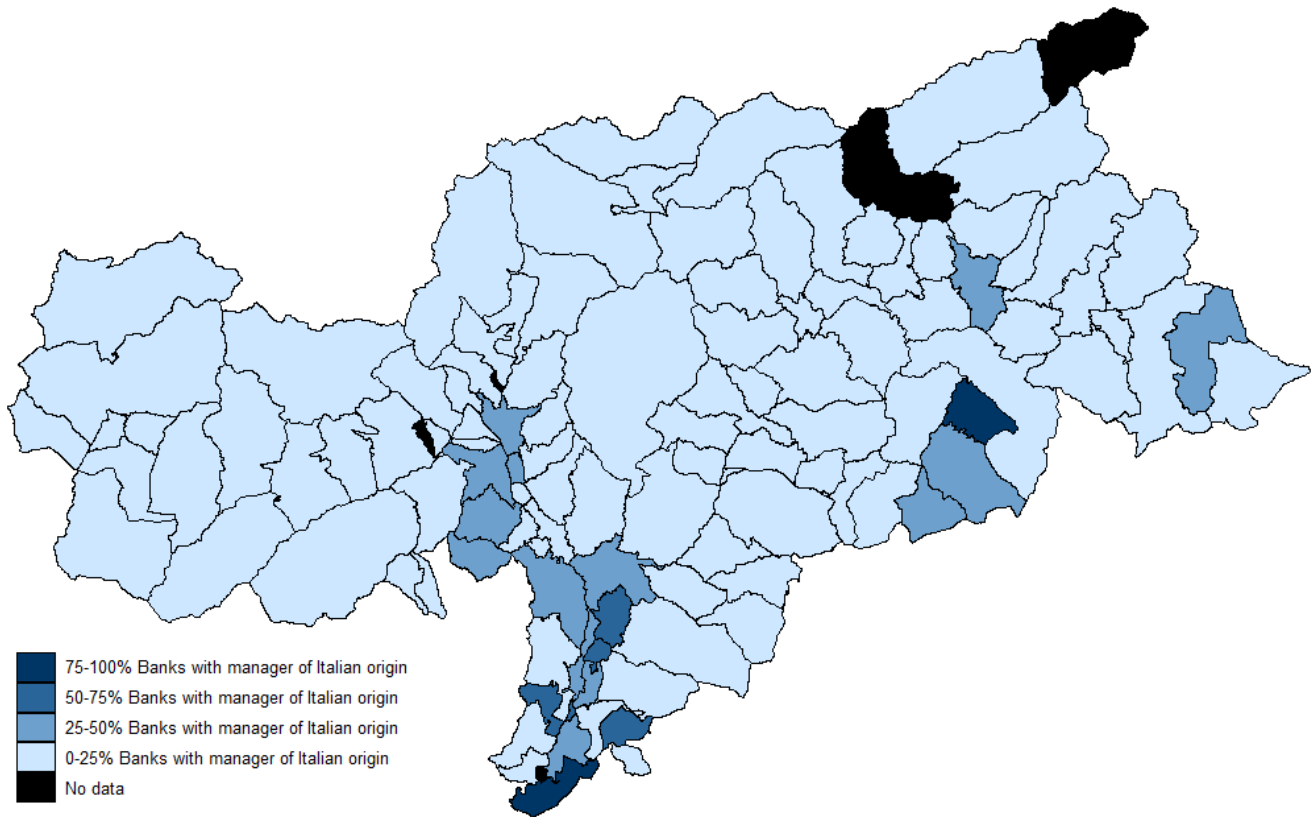 75-100% Banks with manager of Italian origin
50-75% Banks with manager of Italian origin
25-50% Banks with manager of Italian origin
0-25% Banks with manager of Italian origin
No data